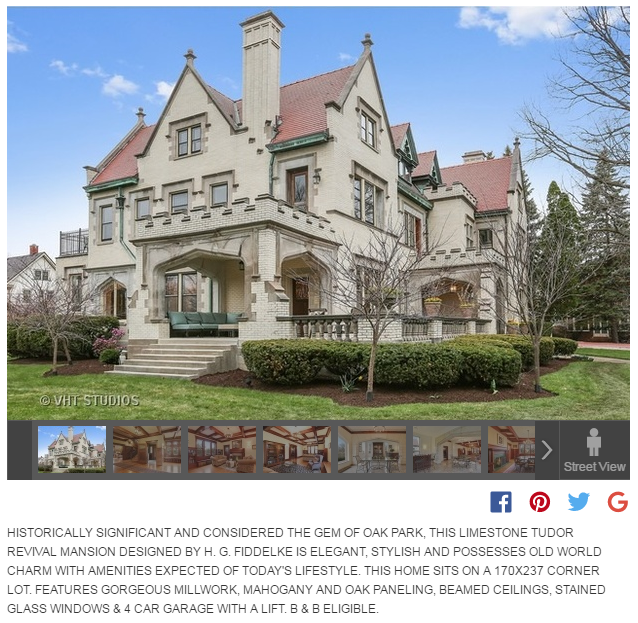 © VHT STUDIOS
Street View
HISTORICALLY SIGNIFICANT AND CONSIDERED THE GEM OF OAK PARK, THIS LIMESTONE TUDOR
REVIVAL MANSION DESIGNED BY H. G. FIDDELKE IS ELEGANT, STYLISH AND POSSESSES OLD WORLD
CHARM WITH AMENITIES EXPECTED OF TODAY'S LIFESTYLE. THIS HOME SITS ON A 170X237 CORNER
LOT. FEATURES GORGEOUS MILLWORK, MAHOGANY AND OAK PANELING, BEAMED CEILINGS, STAINED
GLASS WINDOWS & 4 CAR GARAGE WITH A LIFT. B & B ELIGIBLE.